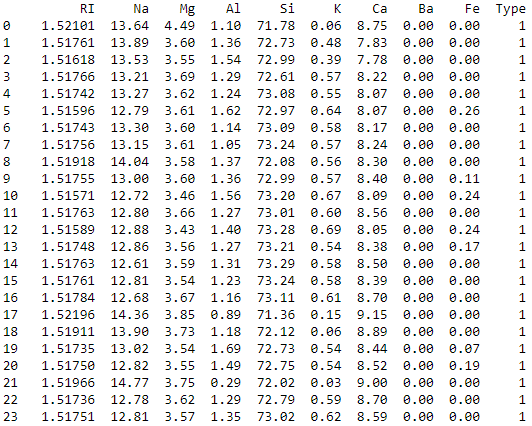 RI Na Mg Al Si K Ca Ba Fe Type
0 1.52101 13.64 4.49 1.10 71.78 0.06 8.75 0.00 0.00 1
1 1.51761 13.89 3.60 1.36 72.73 0.48 7.83 0.00 0.00 1
2 1.51618 13.53 3.55 1.54 72.99 0.39 7.78 0.00 0.00 1
3 1.51766 13.21 3.69 1.29 72.61 0.57 8.22 0.00 0.00 1
4 1.51742 13.27 3.62 1.24 73.08 0.55 8.07 0.00 0.00 1
5 1.51596 12.79 3.61 1.62 72.97 0.64 8.07 0.00 0.26 1
6 1.51743 13.30 3.60 1.14 73.09 0.58 8.17 0.00 0.00 1
7 1.51756 13.15 3.61 1.05 73.24 0.57 8.24 0.00 0.00 1
8 1.51918 14.04 3.58 1.37 72.08 0.56 8.30 0.00 0.00 1
9 1.51755 13.00 3.60 1.36 72.99 0.57 8.40 0.00 0.11 1
10 1.51571 12.72 3.46 1.56 73.20 0.67 8.09 0.00 0.24 1
11 1.51763 12.80 3.66 1.27 73.01 0.60 8.56 0.00 0.00 1
12 1.51589 12.88 3.43 1.40 73.28 0.69 8.05 0.00 0.24 1
13 1.51748 12.86 3.56 1.27 73.21 0.54 8.38 0.00 0.17 1
14 1.51763 12.61 3.59 1.31 73.29 0.58 8.50 0.00 0.00 1
15 1.51761 12.81 3.54 1.23 73.24 0.58 8.39 0.00 0.00 1
16 1.51784 12.68 3.67 1.16 73.11 0.61 8.70 0.00 0.00 1
17 1.52196 14.36 3.85 0.89 71.36 0.15 9.15 0.00 0.00 1
18 1.51911 13.90 3.73 1.18 72.12 0.06 8.89 0.00 0.00 1
19 1.51735 13.02 3.54 1.69 72.73 0.54 8.44 0.00 0.07 1
20 1.51750 12.82 3.55 1.49 72.75 0.54 8.52 0.00 0.19 1
21 1.51966 14.77 3.75 0.29 72.02 0.03 9.00 0.00 0.00 1
22 1.51736 12.78 3.62 1.29 72.79 0.59 8.70 0.00 0.00 1
23 1.51751 12.81 3.57 1.35 73.02 0.62 8.59 0.00 0.00 1